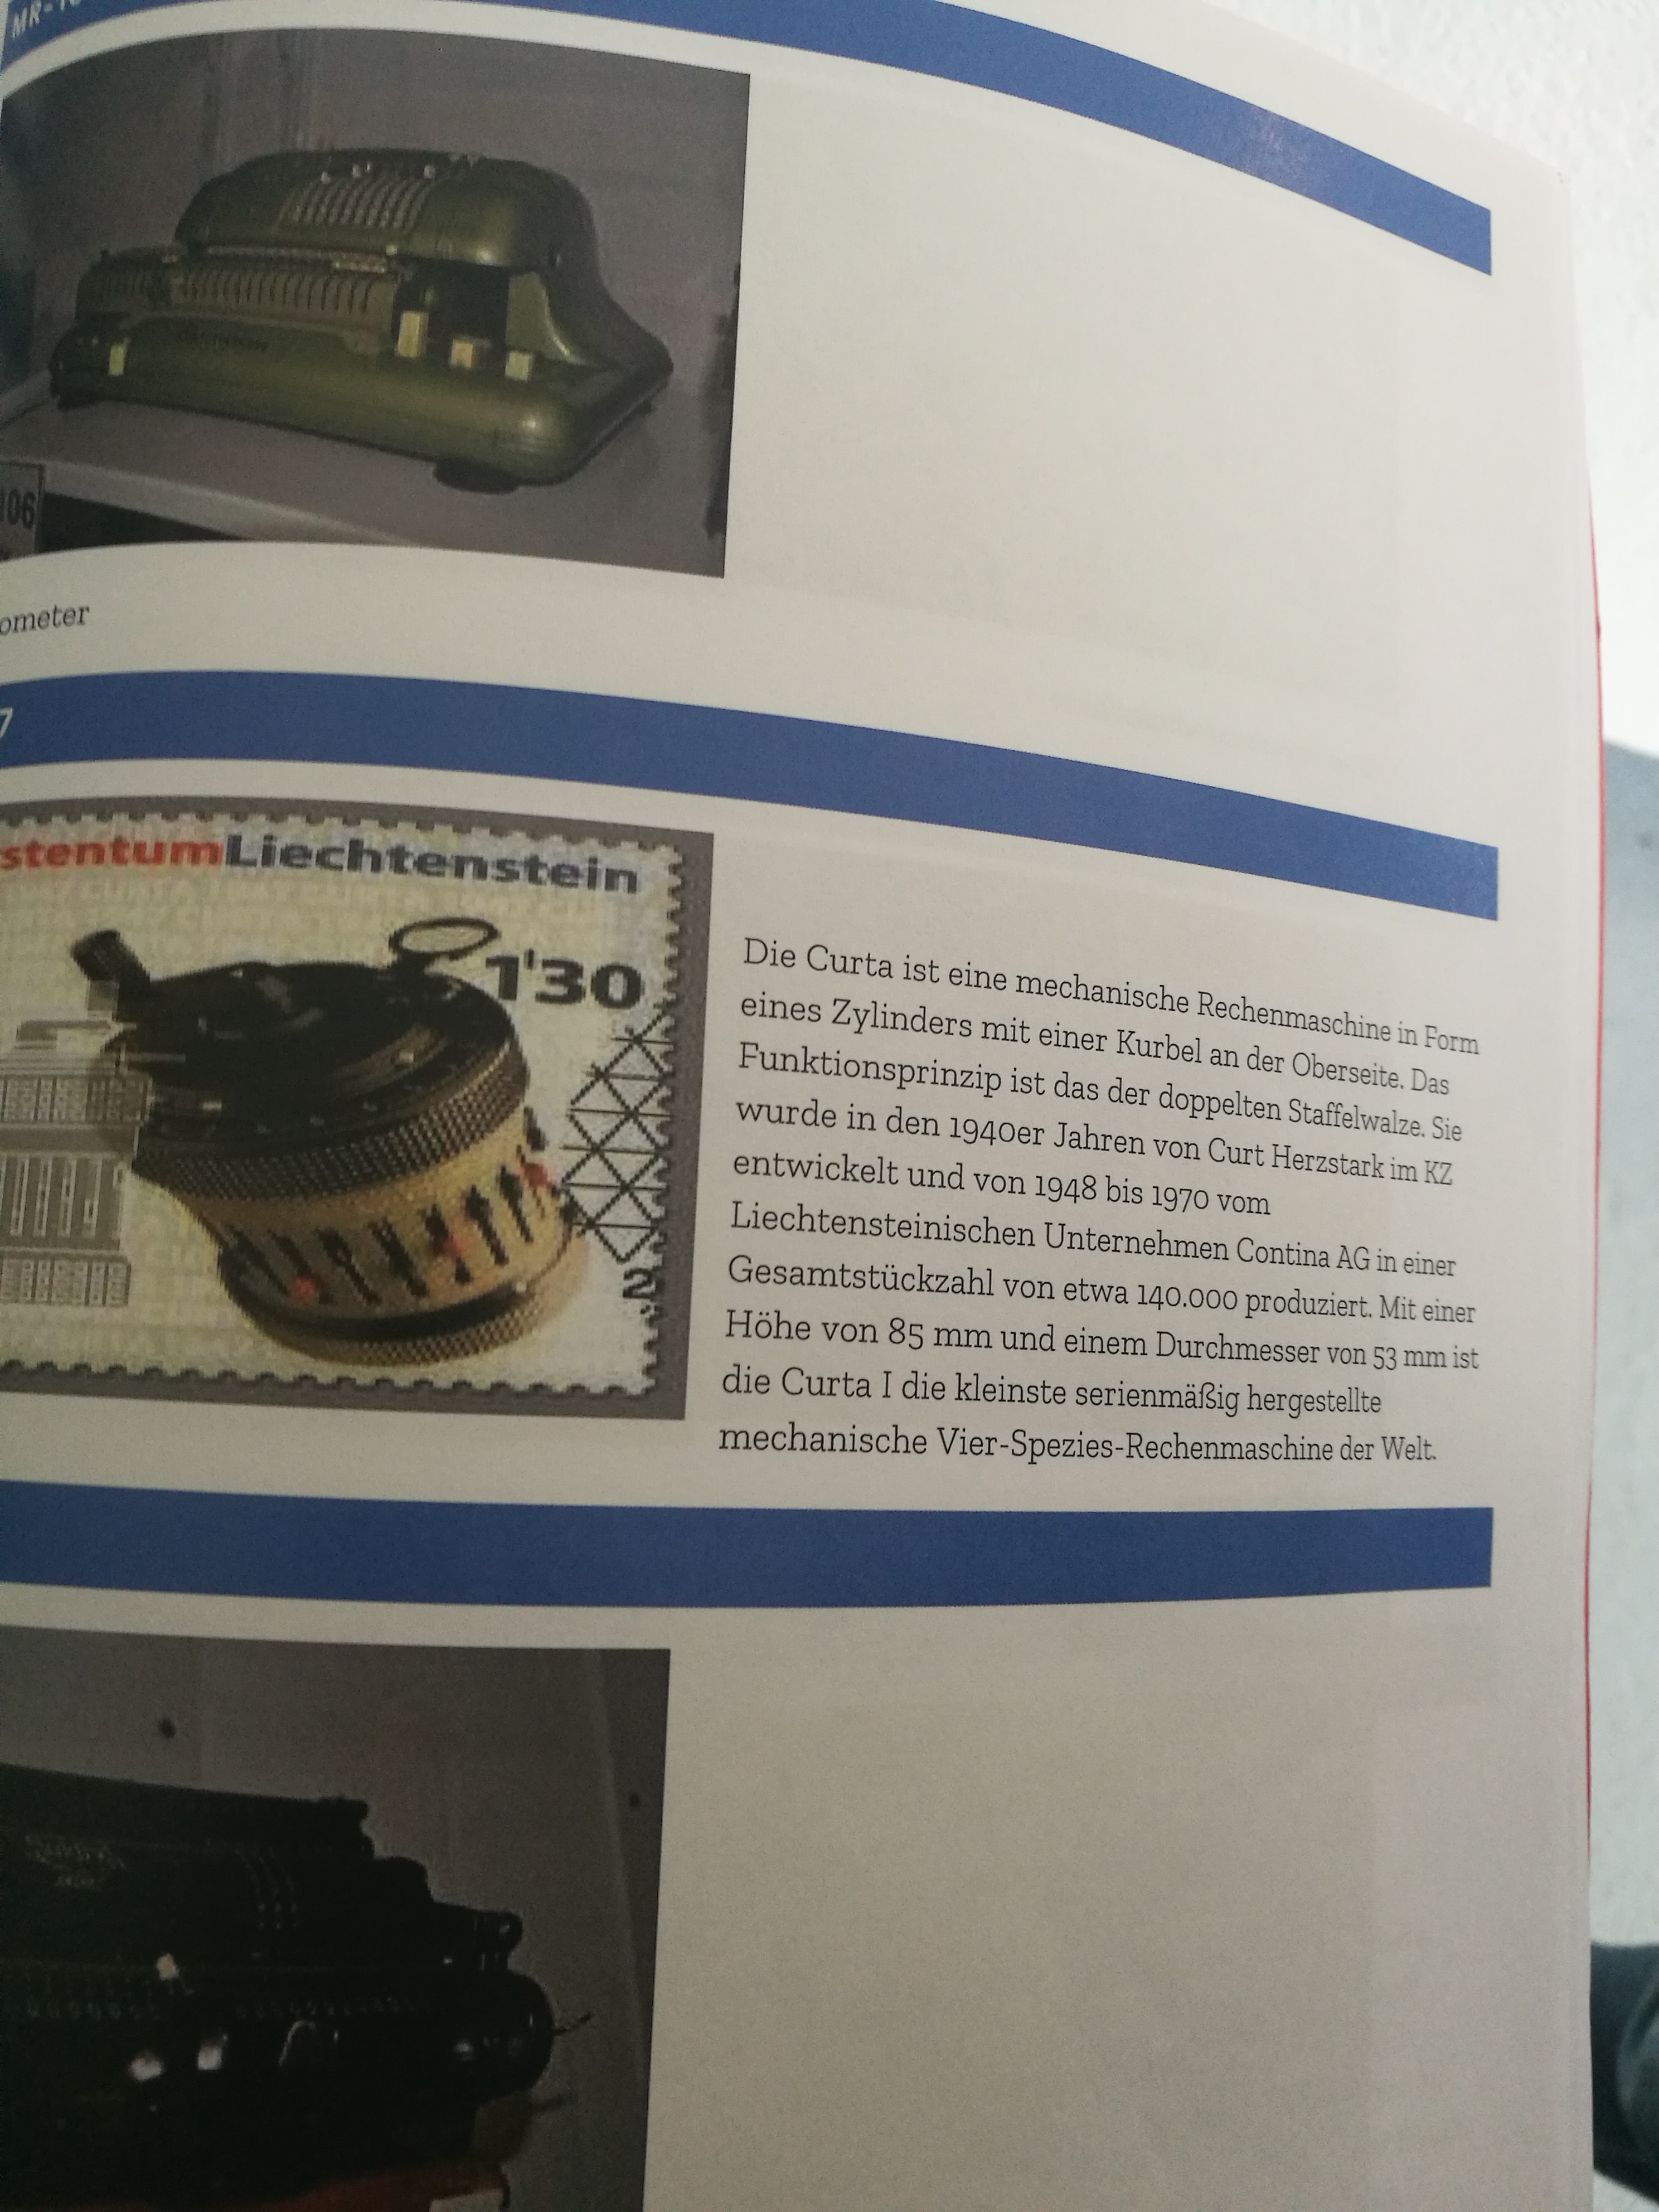 MR-
106
ometer
7
stentumLiechtenstein
1'30
Die Curta ist eine mechanische Rechenmaschine in Form
eines Zylinders mit einer Kurbel an der Oberseite. Das
Funktionsprinzip ist das der doppelten Staffelwalze. Sie
wurde in den 1940er Jahren von Curt Herzstark im KZ
entwickelt und von 1948 bis 1970 vom
Liechtensteinischen Unternehmen Contina AG in einer
Gesamtstückzahl von etwa 140.000 produziert. Mit einer
Höhe von 85 mm und einem Durchmesser von 53 mm ist
die Curta I die kleinste serienmäßig hergestellte
mechanische Vier-Spezies-Rechenmaschine der Welt.